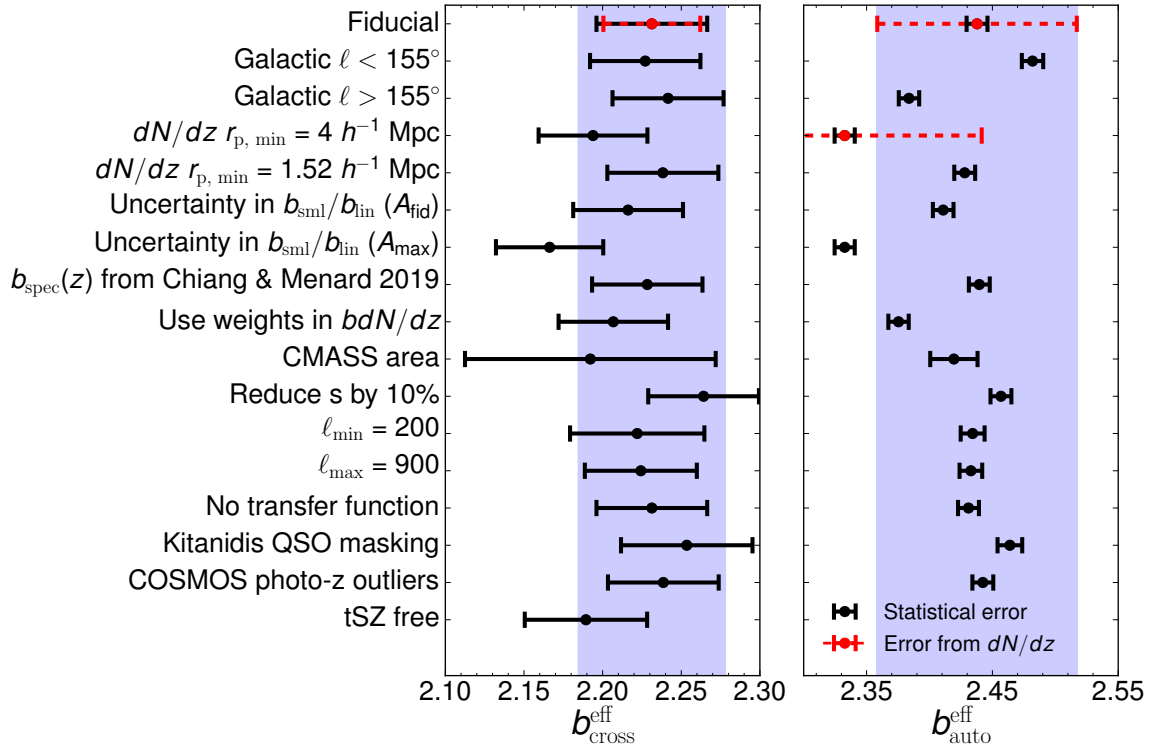 Fiducial
Galactic ℓ < 155°
Galactic ℓ > 155°
dN/dz r_p, min = 4 h⁻¹ Mpc
dN/dz r_p, min = 1.52 h⁻¹ Mpc
Uncertainty in b_sml/b_lin (A_fid)
Uncertainty in b_sml/b_lin (A_max)
b_spec(z) from Chiang & Menard 2019
Use weights in bdN/dz
CMASS area
Reduce s by 10%
ℓ_min = 200
ℓ_max = 900
No transfer function
Kitanidis QSO masking
COSMOS photo-z outliers
tSZ free
Statistical error
Error from dN/dz
2.10 2.15 2.20 2.25 2.30
2.35 2.45 2.55
b^eff_cross
b^eff_auto